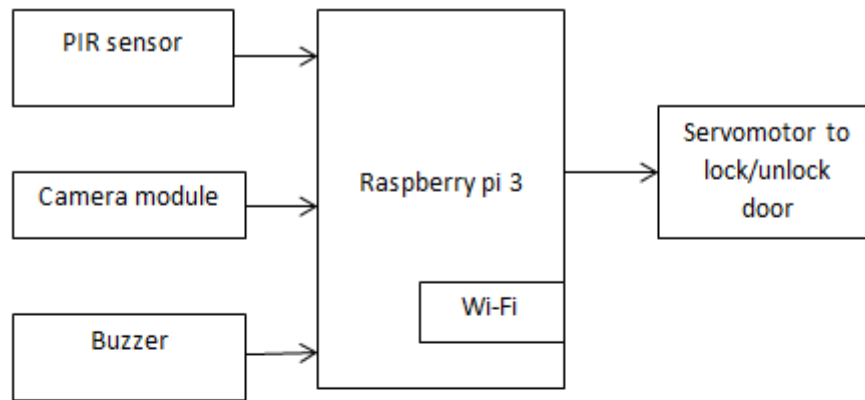 PIR sensor
Camera module
Buzzer
Raspberry pi 3
Wi-Fi
Servomotor to
lock/unlock
door